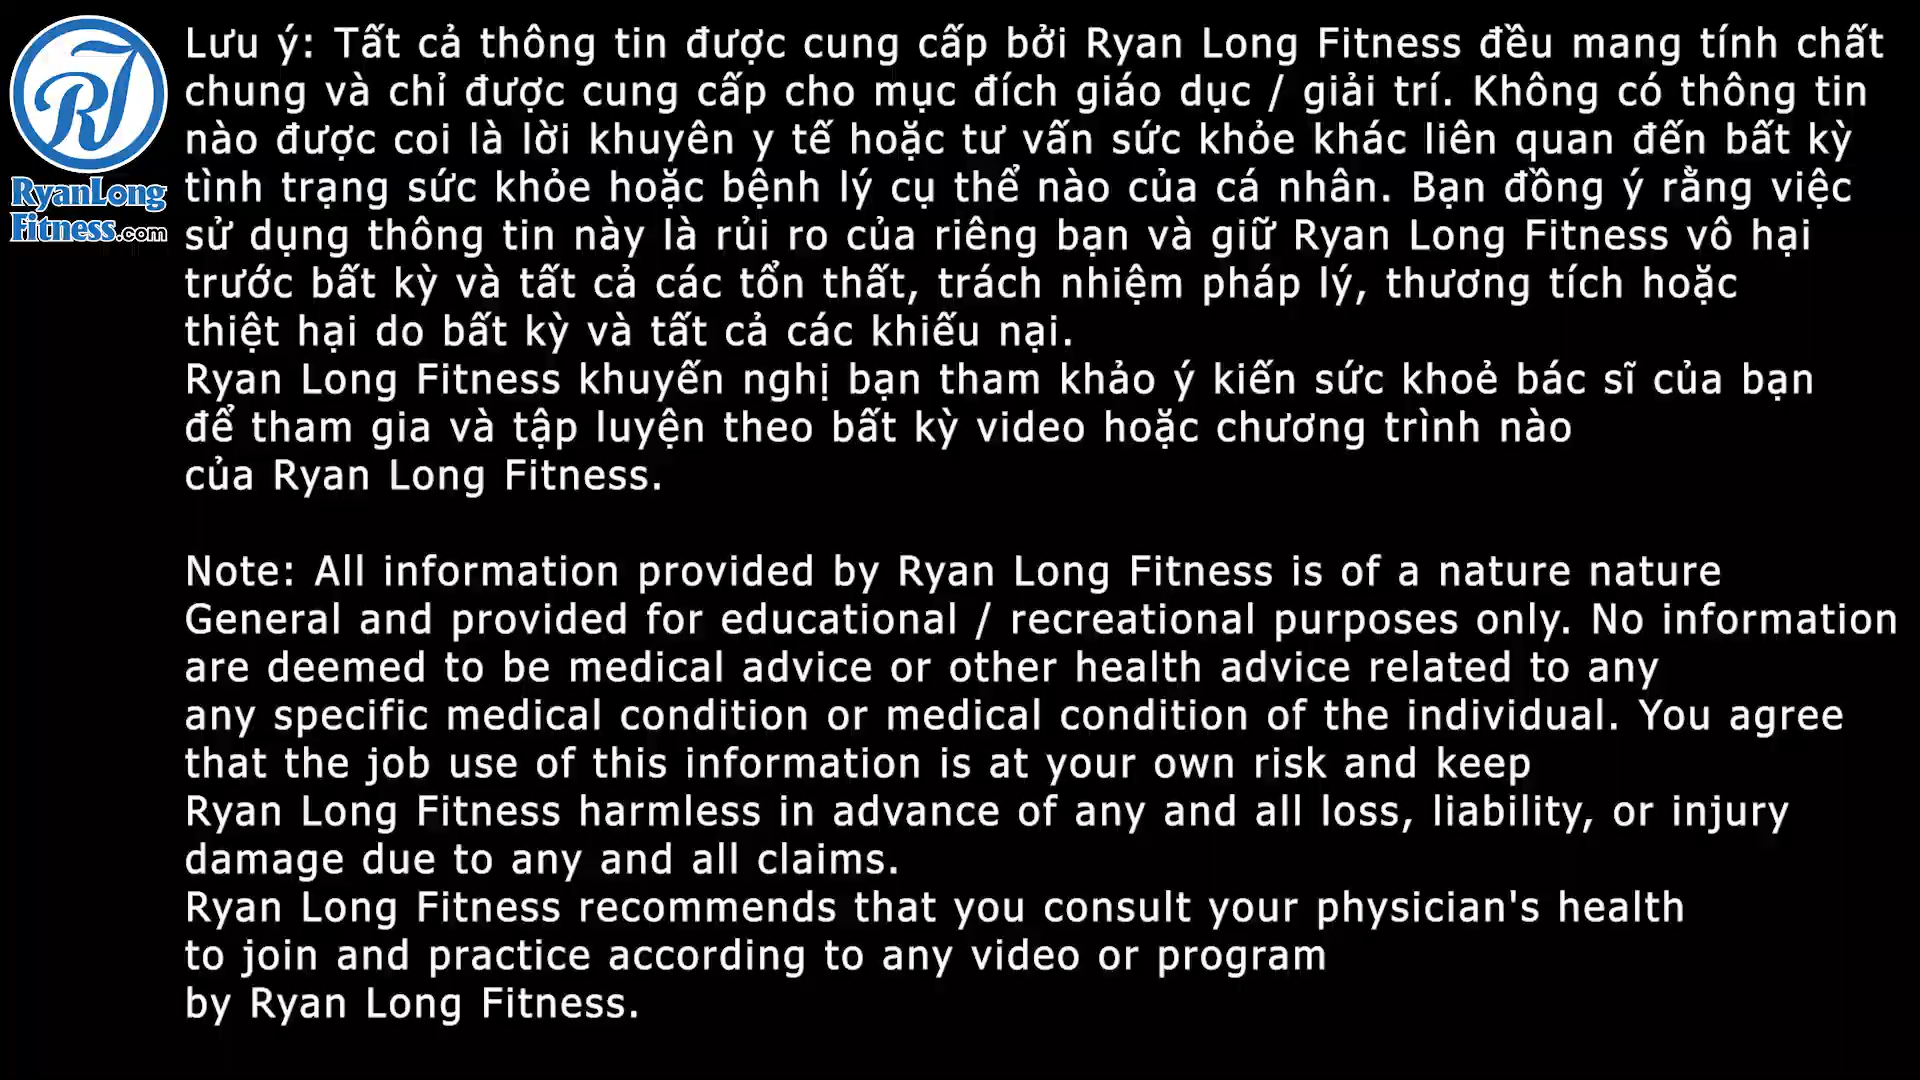 RL
RyanLong
Fitness.com
Lưu ý: Tất cả thông tin được cung cấp bởi Ryan Long Fitness đều mang tính chất
chung và chỉ được cung cấp cho mục đích giáo dục / giải trí. Không có thông tin
nào được coi là lời khuyên y tế hoặc tư vấn sức khỏe khác liên quan đến bất kỳ
tình trạng sức khỏe hoặc bệnh lý cụ thể nào của cá nhân. Bạn đồng ý rằng việc
sử dụng thông tin này là rủi ro của riêng bạn và giữ Ryan Long Fitness vô hại
trước bất kỳ và tất cả các tổn thất, trách nhiệm pháp lý, thương tích hoặc
thiệt hại do bất kỳ và tất cả các khiếu nại.
Ryan Long Fitness khuyến nghị bạn tham khảo ý kiến sức khoẻ bác sĩ của bạn
để tham gia và tập luyện theo bất kỳ video hoặc chương trình nào
của Ryan Long Fitness.
Note: All information provided by Ryan Long Fitness is of a nature nature
General and provided for educational / recreational purposes only. No information
are deemed to be medical advice or other health advice related to any
any specific medical condition or medical condition of the individual. You agree
that the job use of this information is at your own risk and keep
Ryan Long Fitness harmless in advance of any and all loss, liability, or injury
damage due to any and all claims.
Ryan Long Fitness recommends that you consult your physician's health
to join and practice according to any video or program
by Ryan Long Fitness.